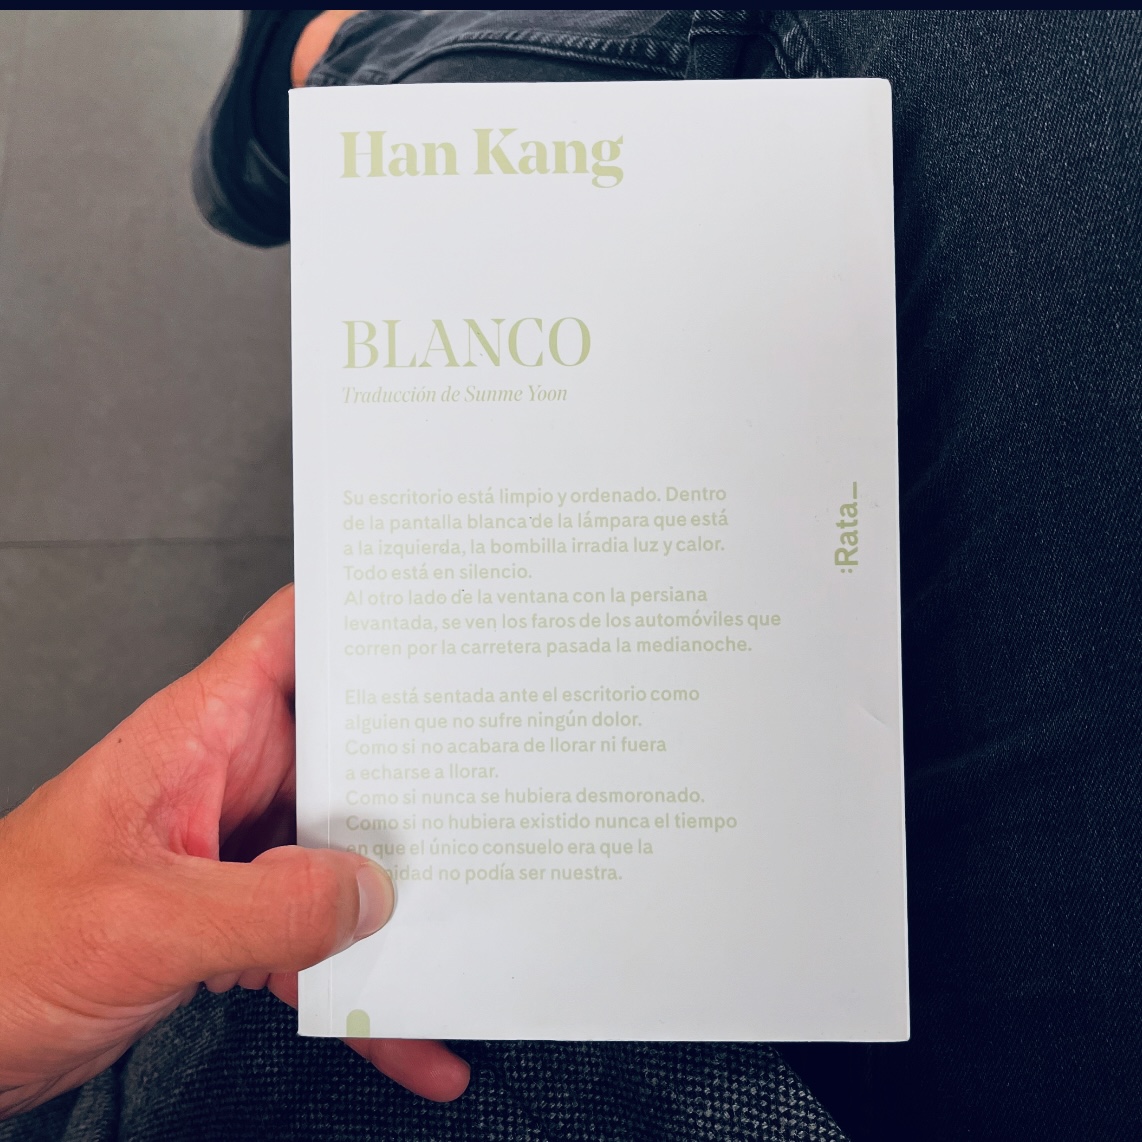 Han Kang
BLANCO
Traducción de Sunme Yoon
Su escritorio está limpio y ordenado. Dentro
de la pantalla blanca de la lámpara que está
a la izquierda, la bombilla irradia luz y calor.
Todo está en silencio.
Al otro lado de la ventana con la persiana
levantada, se ven los faros de los automóviles que
corren por la carretera pasada la medianoche.
Ella está sentada ante el escritorio como
alguien que no sufre ningún dolor.
Como si no acabara de llorar ni fuera
a echarse a llorar.
Como si nunca se hubiera desmoronado.
Como si no hubiera existido nunca el tiempo
en que el único consuelo era que la
no podía ser nuestra.
:Rata_